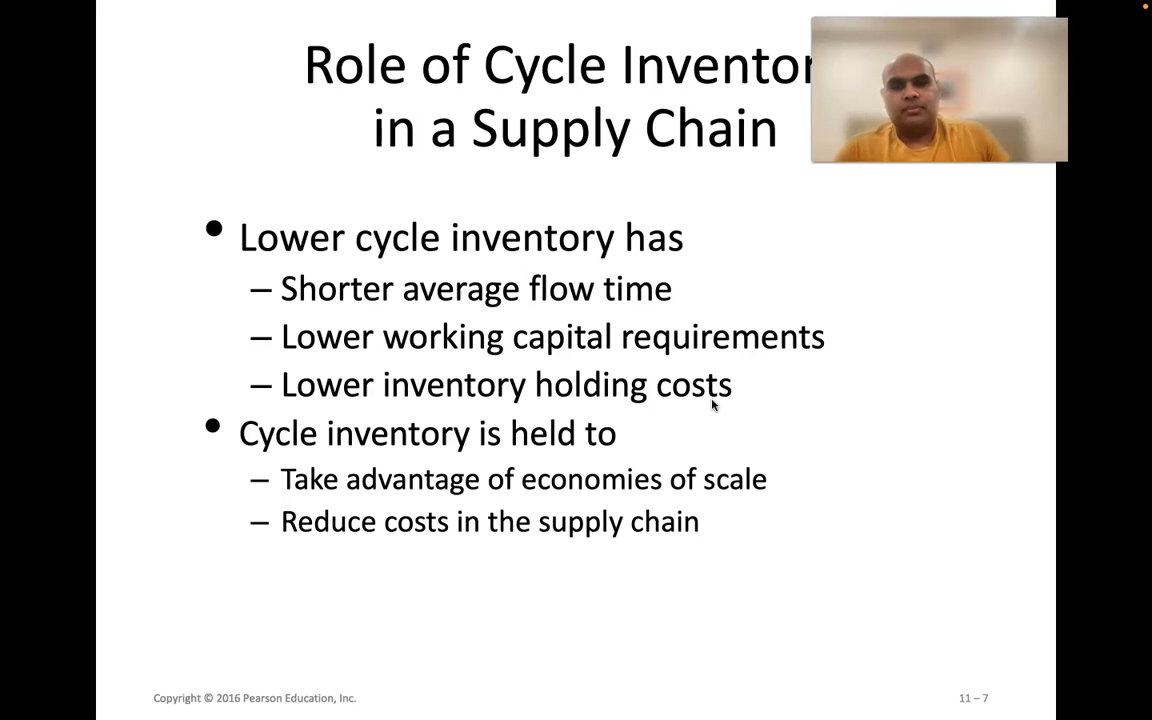 Role of Cycle Inventor
in a Supply Chain
• Lower cycle inventory has
– Shorter average flow time
– Lower working capital requirements
– Lower inventory holding costs
• Cycle inventory is held to
– Take advantage of economies of scale
– Reduce costs in the supply chain
Copyright © 2016 Pearson Education, Inc.
11 – 7